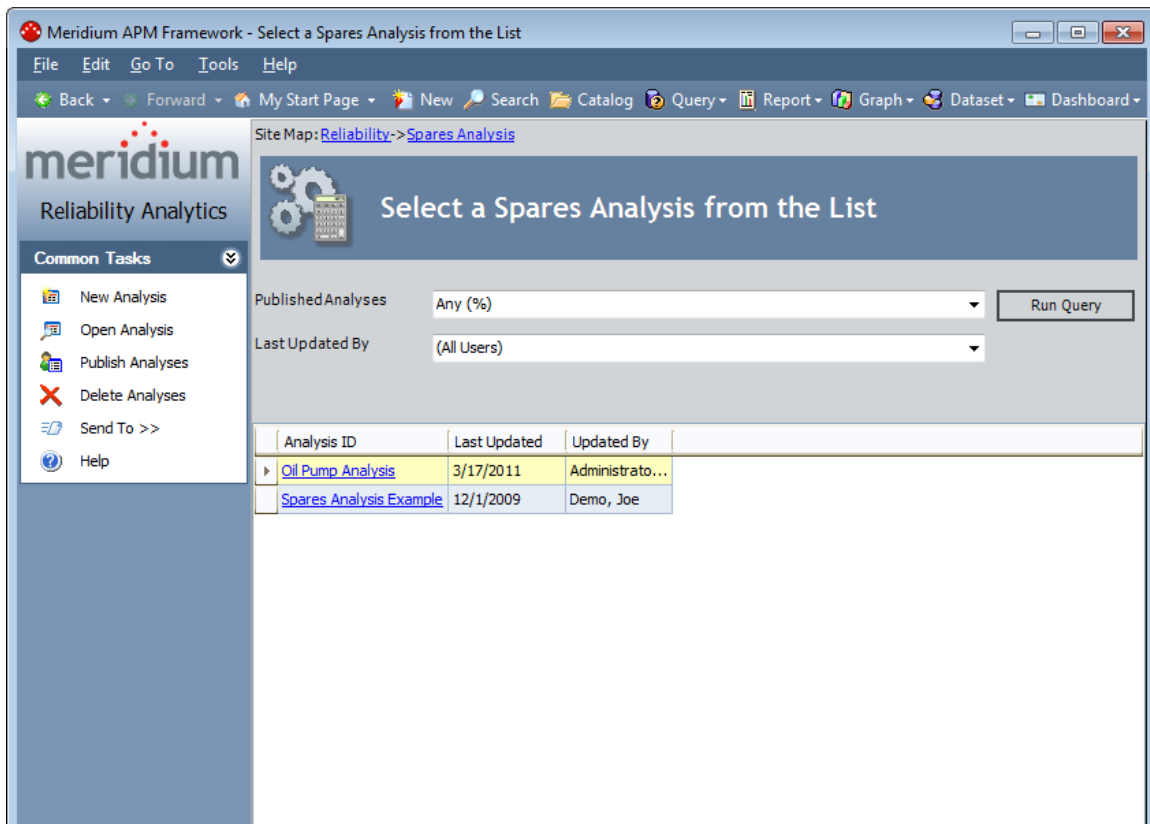 Meridium APM Framework - Select a Spares Analysis from the List
File Edit Go To Tools Help
Back Forward My Start Page New Search Catalog Query Report Graph Dataset Dashboard
meridium
Reliability Analytics
Common Tasks
New Analysis
Open Analysis
Publish Analyses
Delete Analyses
Send To >>
Help
Site Map: Reliability->Spares Analysis
Select a Spares Analysis from the List
Published Analyses Any (%) Run Query
Last Updated By (All Users)
Analysis ID Last Updated Updated By
Oil Pump Analysis 3/17/2011 Administrato...
Spares Analysis Example 12/1/2009 Demo, Joe